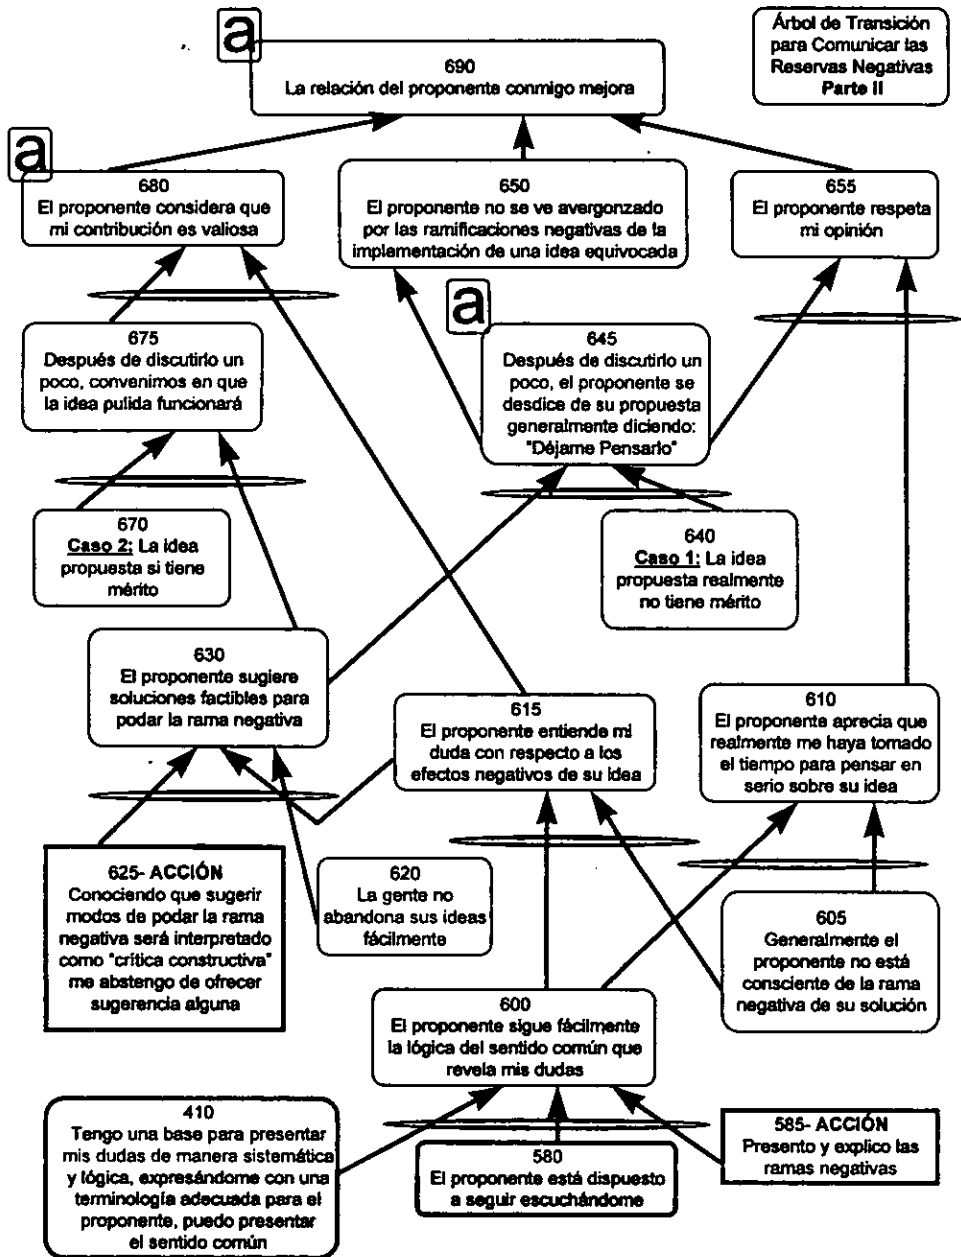 a
Árbol de Transición
para Comunicar las
Reservas Negativas
Parte II
690
La relación del proponente conmigo mejora
a
680
El proponente considera que
mi contribución es valiosa
650
El proponente no se ve avergonzado
por las ramificaciones negativas de la
implementación de una idea equivocada
655
El proponente respeta
mi opinión
a
675
Después de discutirlo un
poco, convenimos en que
la idea pulida funcionará
645
Después de discutirlo un
poco, el proponente se
desdice de su propuesta
generalmente diciendo:
"Déjame Pensarlo"
670
Caso 2: La idea
propuesta si tiene
mérito
640
Caso 1: La idea
propuesta realmente
no tiene mérito
630
El proponente sugiere
soluciones factibles para
podar la rama negativa
615
El proponente entiende mi
duda con respecto a los
efectos negativos de su idea
610
El proponente aprecia que
realmente me haya tomado
el tiempo para pensar en
serio sobre su idea
625- ACCIÓN
Conociendo que sugerir
modos de podar la rama
negativa será interpretado
como "crítica constructiva"
me abstengo de ofrecer
sugerencia alguna
620
La gente no
abandona sus ideas
fácilmente
605
Generalmente el
proponente no está
consciente de la rama
negativa de su solución
600
El proponente sigue fácilmente
la lógica del sentido común que
revela mis dudas
410
Tengo una base para presentar
mis dudas de manera sistemática
y lógica, expresándome con una
terminología adecuada para el
proponente, puedo presentar
el sentido común
580
El proponente está dispuesto
a seguir escuchándome
585- ACCIÓN
Presento y explico las
ramas negativas